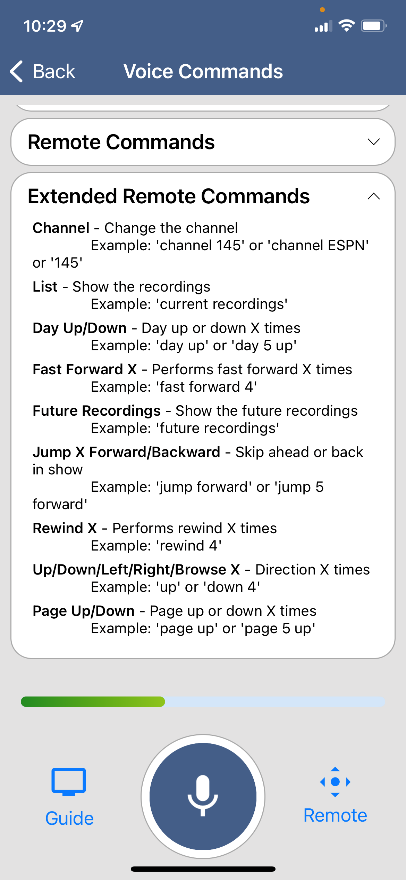 10:29
Back
Voice Commands
Remote Commands
Extended Remote Commands
Channel - Change the channel
Example: 'channel 145' or 'channel ESPN'
or '145'
List - Show the recordings
Example: 'current recordings'
Day Up/Down - Day up or down X times
Example: 'day up' or 'day 5 up'
Fast Forward X - Performs fast forward X times
Example: 'fast forward 4'
Future Recordings - Show the future recordings
Example: 'future recordings'
Jump X Forward/Backward - Skip ahead or back
in show
Example: 'jump forward' or 'jump 5
forward'
Rewind X - Performs rewind X times
Example: 'rewind 4'
Up/Down/Left/Right/Browse X - Direction X times
Example: 'up' or 'down 4'
Page Up/Down - Page up or down X times
Example: 'page up' or 'page 5 up'
Guide
Remote